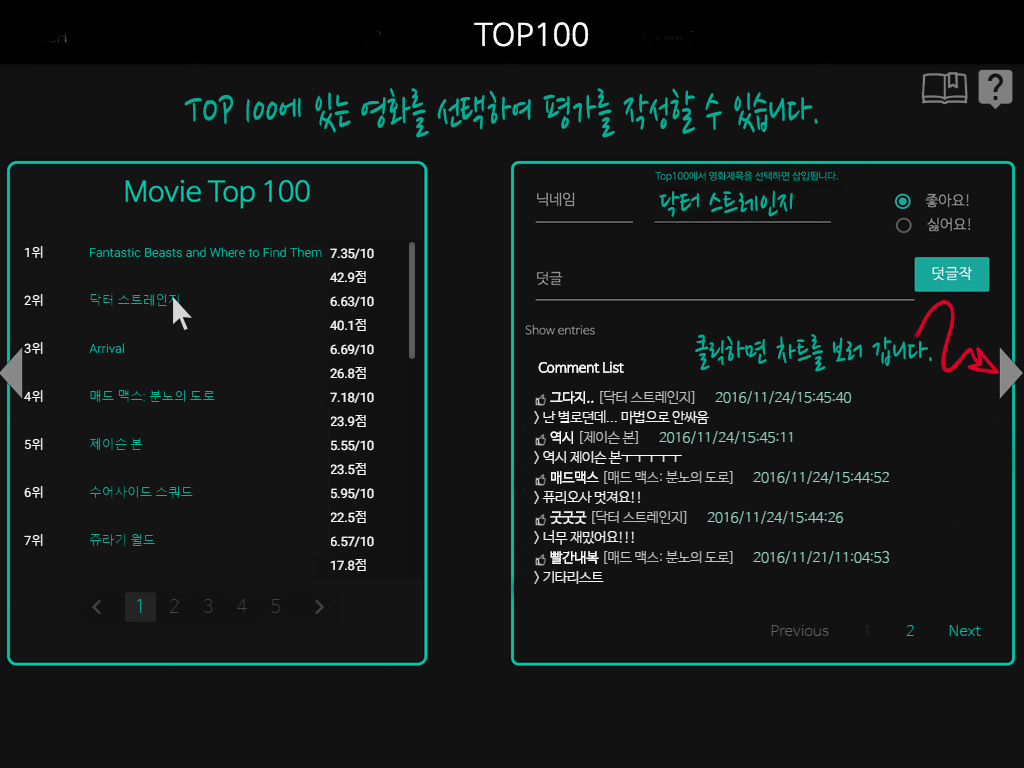 TOP100
TOP 100에 있는 영화를 선택하여 평가를 작성할 수 있습니다.
Movie Top 100
1위 Fantastic Beasts and Where to Find Them 7.35/10
42.9점
2위 닥터 스트레인지 6.63/10
40.1점
3위 Arrival 6.69/10
26.8점
4위 매드 맥스: 분노의 도로 7.18/10
23.9점
5위 제이슨 본 5.55/10
23.5점
6위 수어사이드 스쿼드 5.95/10
22.5점
7위 쥬라기 월드 6.57/10
17.8점
1 2 3 4 5
Top100에서 영화제목을 선택하면 삽입됩니다.
닉네임 닥터 스트레인지 좋아요!
싫어요!
덧글 덧글작
Show entries
클릭하면 차트를 보러 갑니다.
Comment List
그다지.. [닥터 스트레인지] 2016/11/24/15:45:40
> 난 별로던데... 마법으로 안싸움
역시 [제이슨 본] 2016/11/24/15:45:11
> 역시 제이슨 본ㅜㅜㅜㅜㅜ
매드맥스 [매드 맥스: 분노의 도로] 2016/11/24/15:44:52
> 퓨리오사 멋져요!!
굿굿굿 [닥터 스트레인지] 2016/11/24/15:44:26
> 너무 재밌어요!!!
빨간내복 [매드 맥스: 분노의 도로] 2016/11/21/11:04:53
> 기타리스트
Previous 1 2 Next